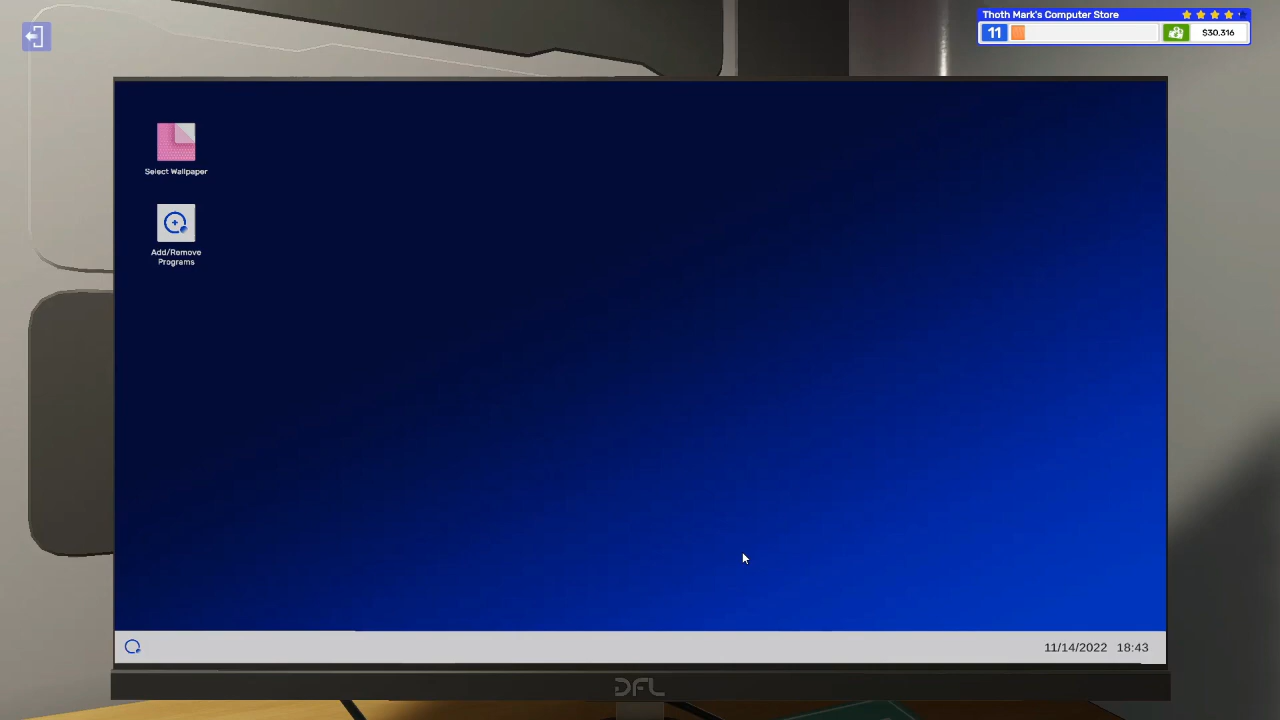 Thoth Mark's Computer Store
11
$30.316
Select Wallpaper
Add/Remove
Programs
11/14/2022 18:43
DFL